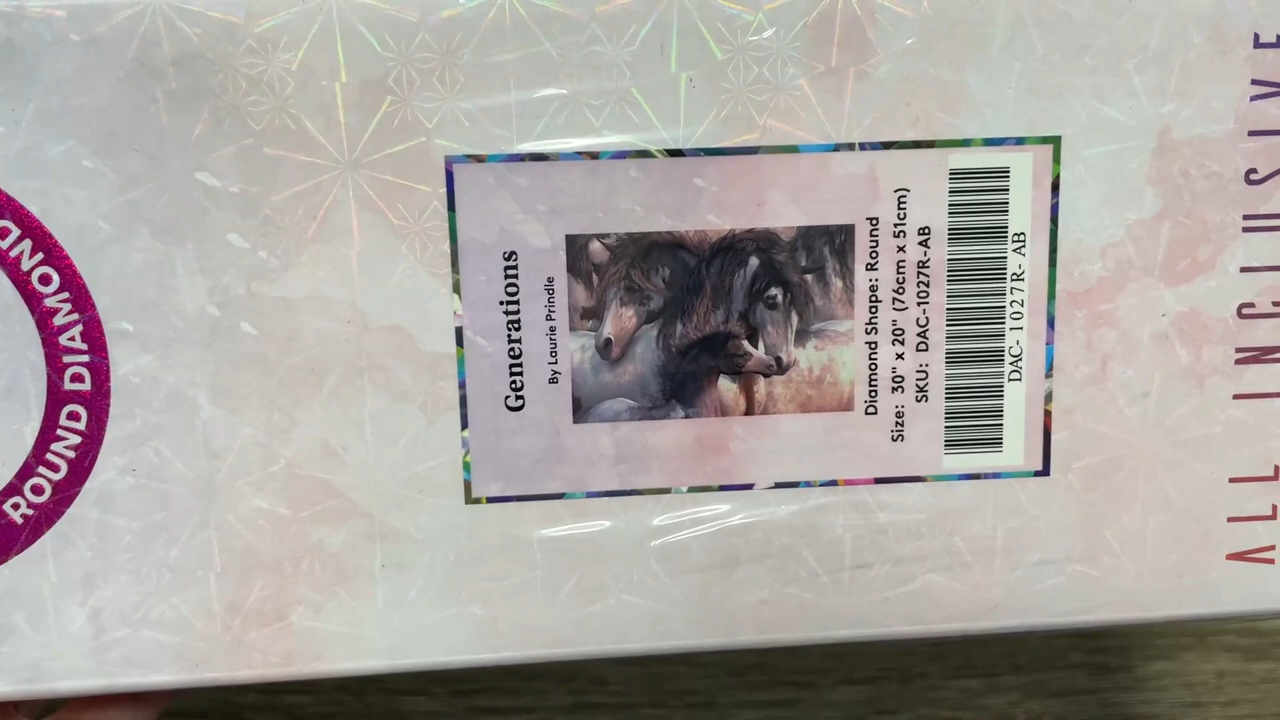 ROUND DIAMOND
Generations
By Laurie Prindle
Diamond Shape: Round
Size: 30" x 20" (76cm x 51cm)
SKU: DAC-1027R-AB
DAC- 1027R- AB
ALL INCLUSIVE